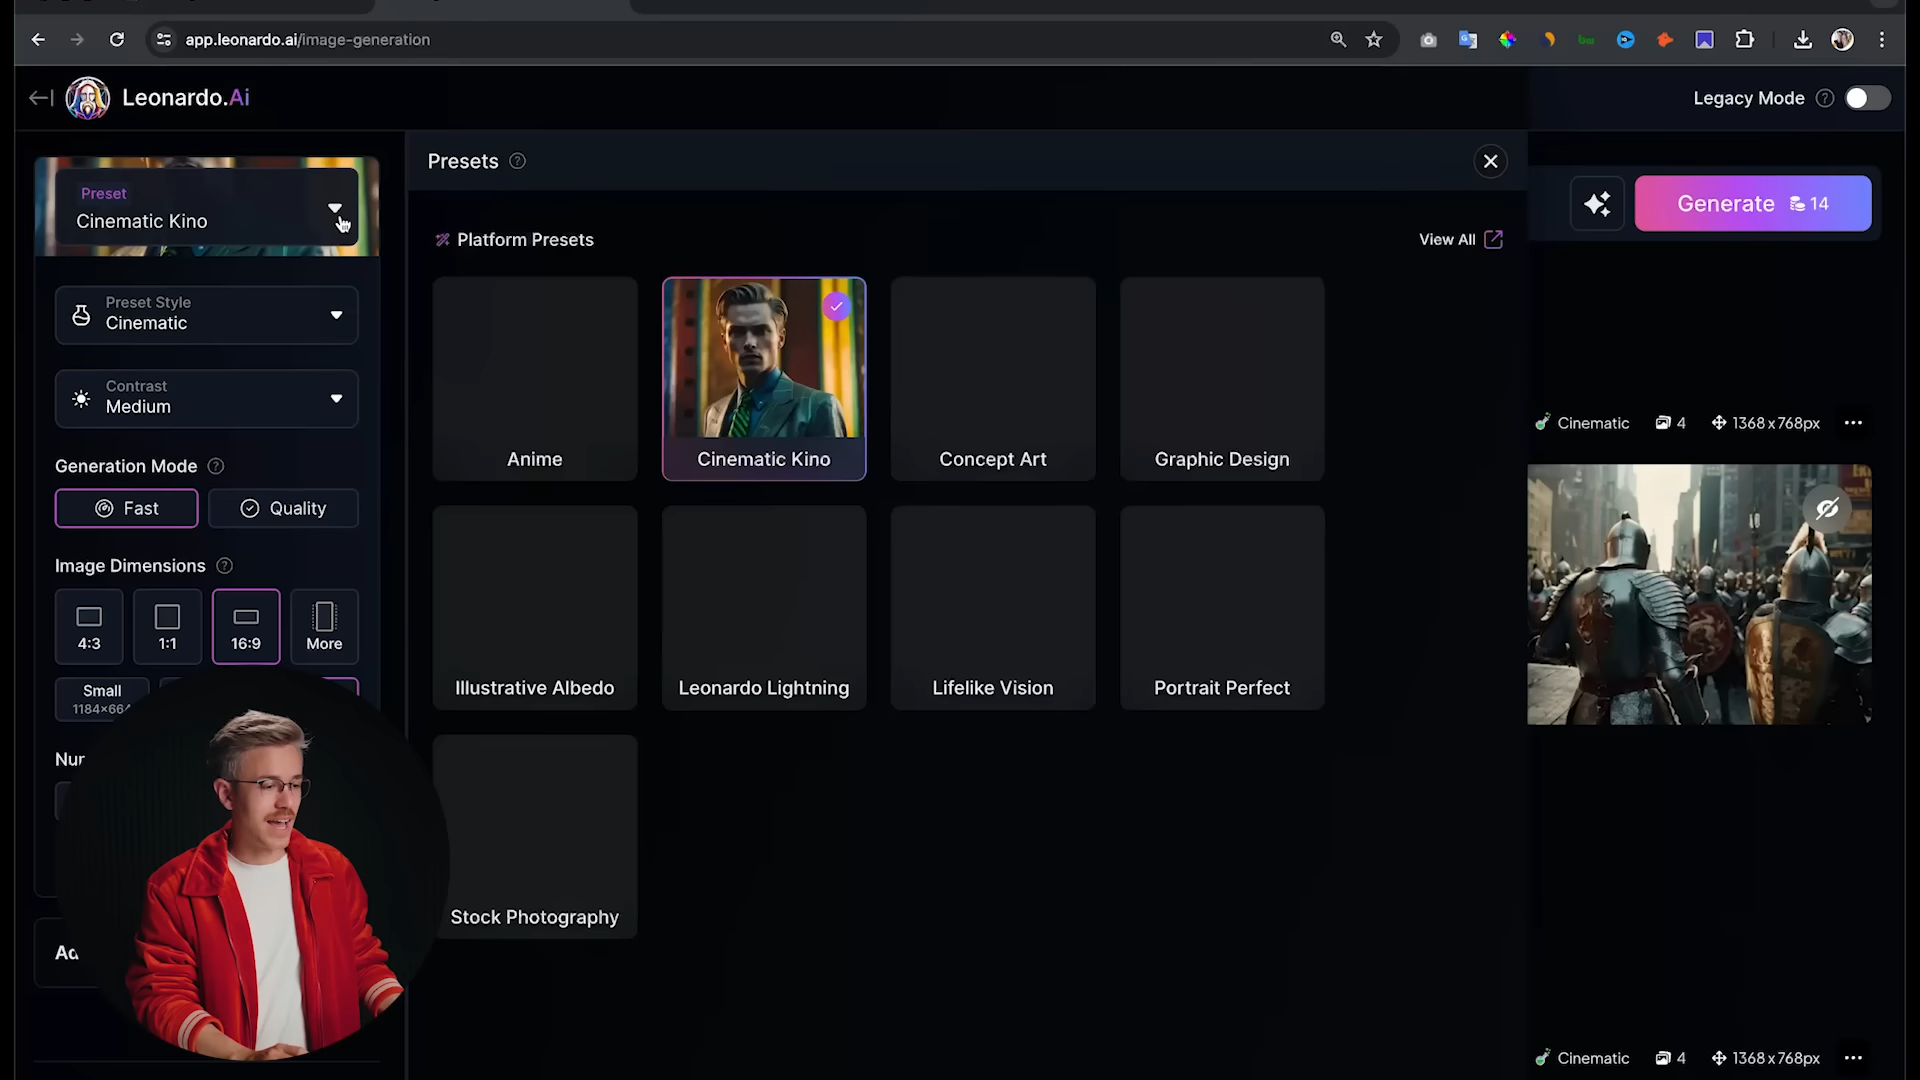 app.leonardo.ai/image-generation
Leonardo.Ai
Legacy Mode
Preset
Cinematic Kino
Presets
Generate 14
Platform Presets
View All
Preset Style
Cinematic
Contrast
Medium
Anime
Cinematic Kino
Concept Art
Graphic Design
Cinematic 4 1368x768px
Generation Mode
Fast
Quality
Image Dimensions
4:3
1:1
16:9
More
Small
Illustrative Albedo
Leonardo Lightning
Lifelike Vision
Portrait Perfect
Stock Photography
Cinematic 4 1368x768px